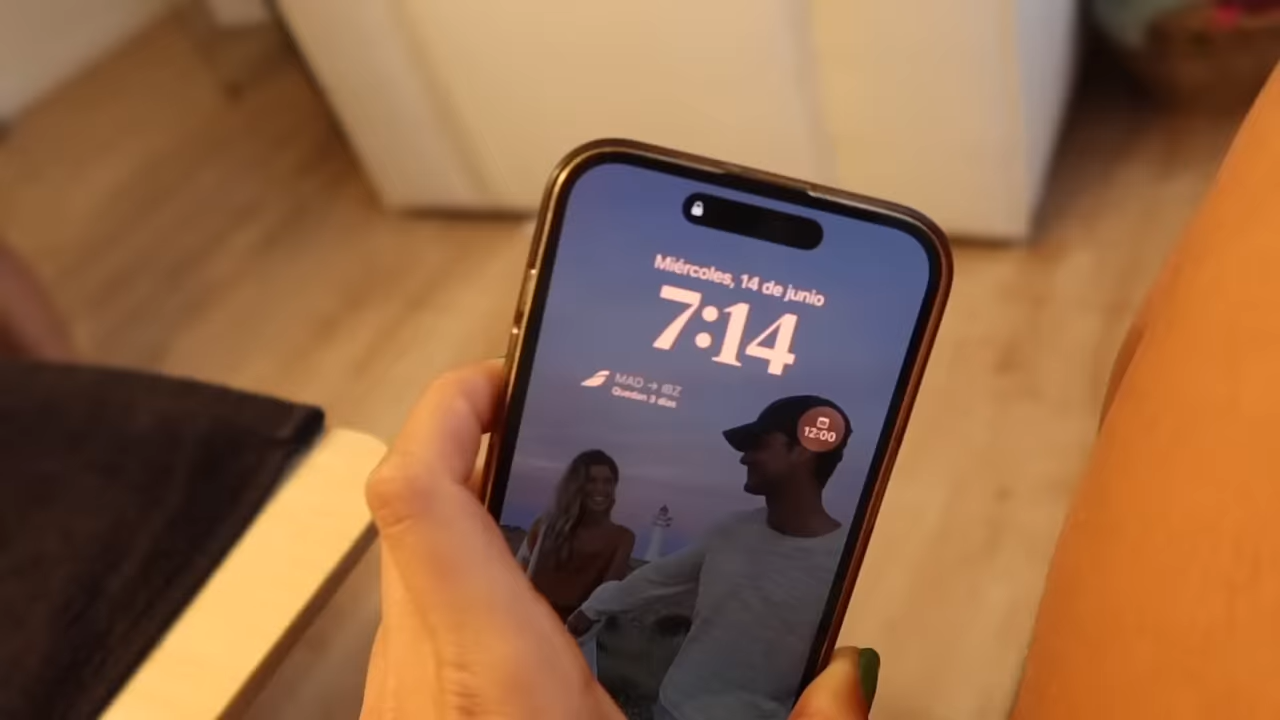 Miércoles, 14 de junio
7:14
MAD → IBZ
Quedan 3 días
12:00